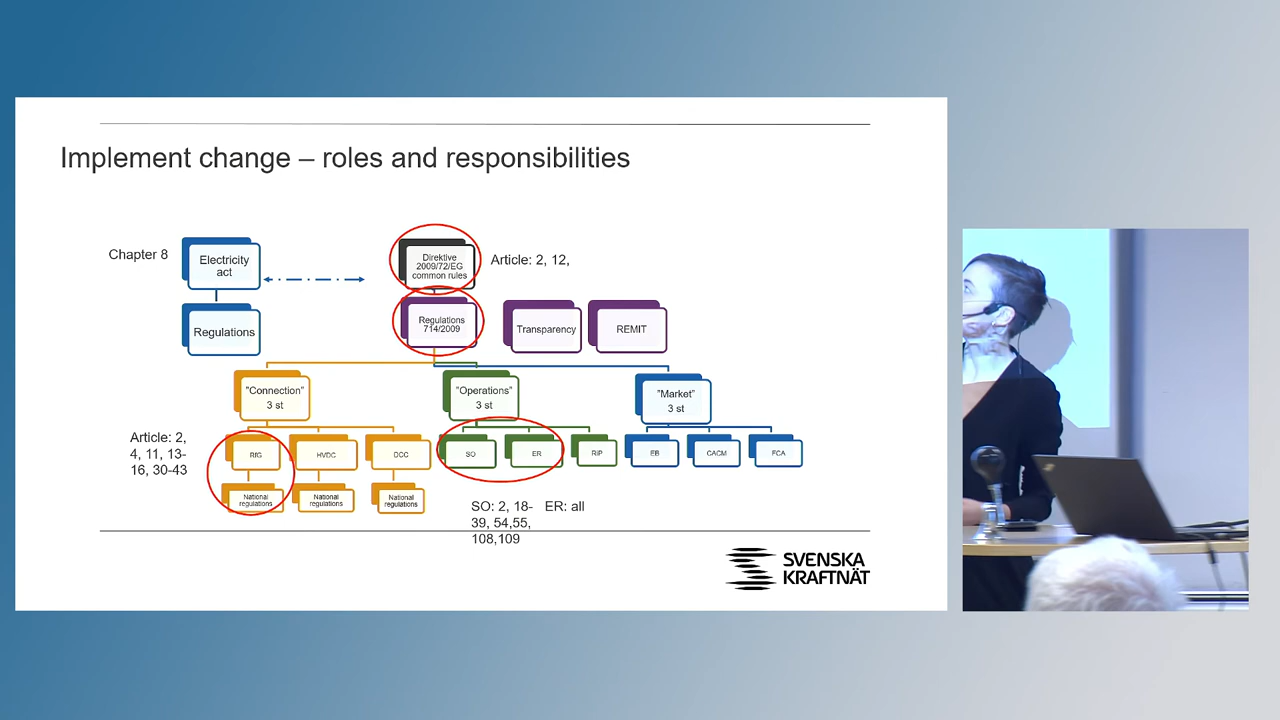 Implement change – roles and responsibilities
Chapter 8
Electricity
act
Direktive
2009/72/EG
common rules
Article: 2, 12,
Regulations
Regulations
714/2009
Transparency
REMIT
"Connection"
3 st
"Operations"
3 st
"Market"
3 st
Article: 2,
4, 11, 13-
16, 30-43
RfG
HVDC
DCC
SO
ER
RIP
EB
CACM
FCA
National
regulations
National
regulations
National
regulations
SO: 2, 18-
39, 54,55,
108,109
ER: all
SVENSKA
KRAFTNÄT